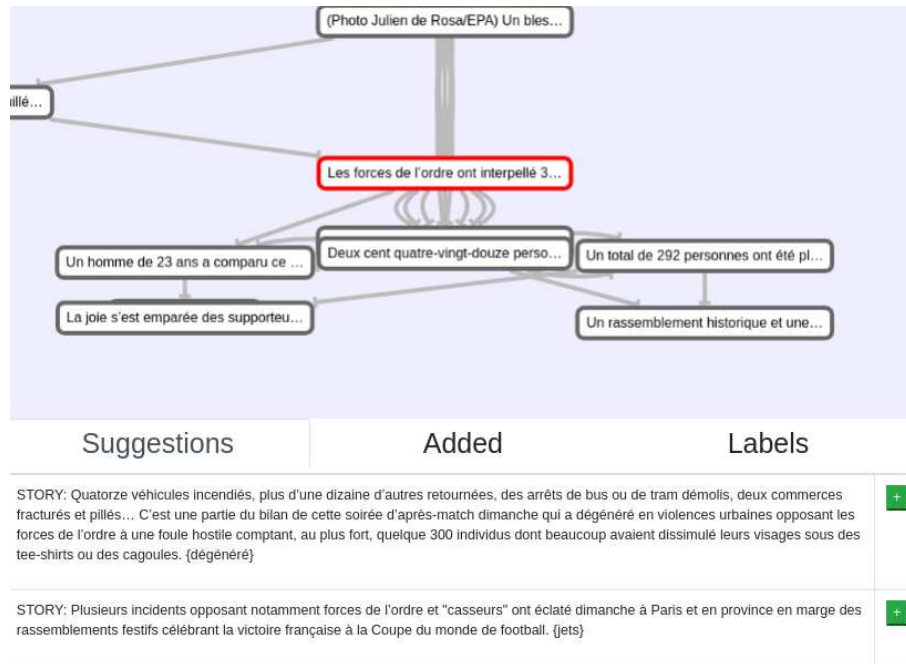 (Photo Julien de Rosa/EPA) Un bles…
illé…
Les forces de l’ordre ont interpellé 3…
Un homme de 23 ans a comparu ce …
Deux cent quatre-vingt-douze perso…
Un total de 292 personnes ont été pl…
La joie s’est emparée des supporteu…
Un rassemblement historique et une…
Suggestions
Added
Labels
STORY: Quatorze véhicules incendiés, plus d’une dizaine d’autres retournées, des arrêts de bus ou de tram démolis, deux commerces
fracturés et pillés… C’est une partie du bilan de cette soirée d’après-match dimanche qui a dégénéré en violences urbaines opposant les
forces de l’ordre à une foule hostile comptant, au plus fort, quelque 300 individus dont beaucoup avaient dissimulé leurs visages sous des
tee-shirts ou des cagoules. {dégénéré}
+
STORY: Plusieurs incidents opposant notamment forces de l’ordre et "casseurs" ont éclaté dimanche à Paris et en province en marge des
rassemblements festifs célébrant la victoire française à la Coupe du monde de football. {jets}
+